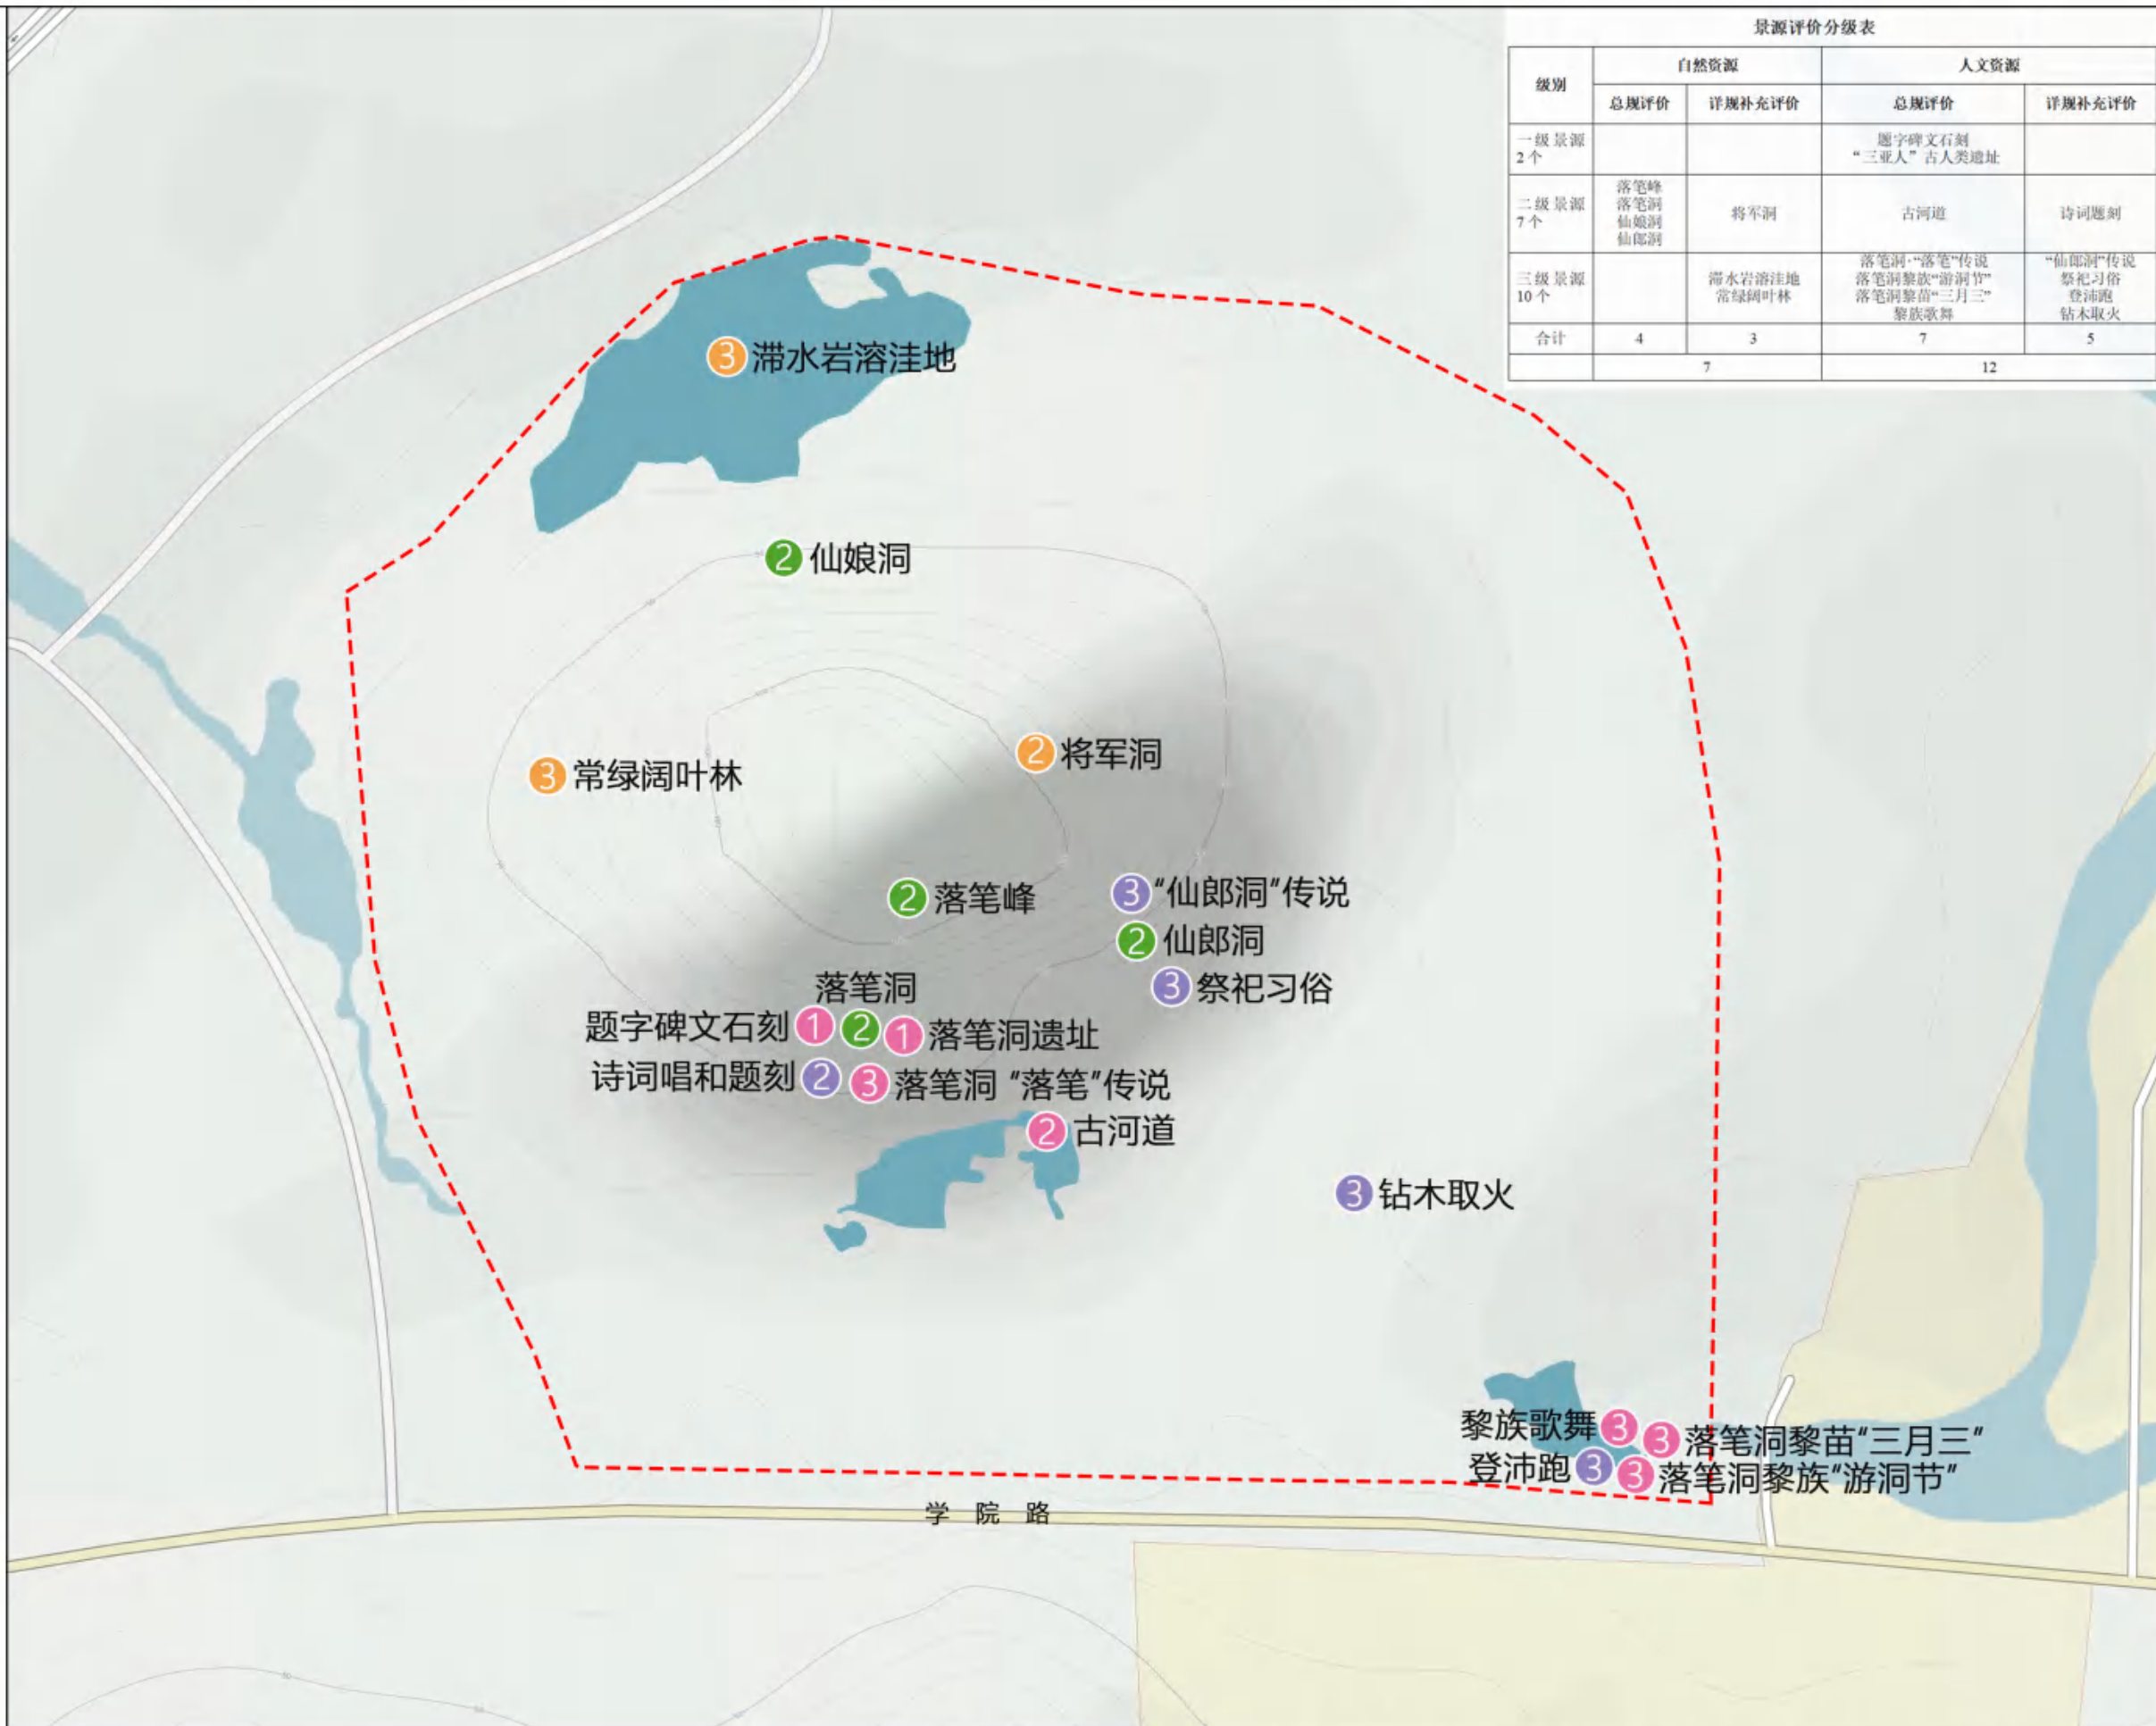 景源评价分级表
级别
自然资源
人文资源
总规评价
详规补充评价
总规评价
详规补充评价
一级景源
2个
题字碑文石刻
“三亚人”古人类遗址
二级景源
7个
落笔峰
落笔洞
仙娘洞
仙郎洞
将军洞
古河道
诗词题刻
三级景源
10个
滞水岩溶洼地
常绿阔叶林
落笔洞·“落笔”传说
落笔洞黎族“游洞节”
落笔洞黎苗“三月三”
黎族歌舞
“仙郎洞”传说
祭祀习俗
登沛跑
钻木取火
合计
4
3
7
5
7
12
3 滞水岩溶洼地
2 仙娘洞
2 将军洞
3 常绿阔叶林
2 落笔峰
3 “仙郎洞”传说
2 仙郎洞
3 祭祀习俗
落笔洞
题字碑文石刻 1 2 1 落笔洞遗址
诗词唱和题刻 2 3 落笔洞 “落笔”传说
2 古河道
3 钻木取火
黎族歌舞 3 3 落笔洞黎苗“三月三”
登沛跑 3 3 落笔洞黎族“游洞节”
学 院 路